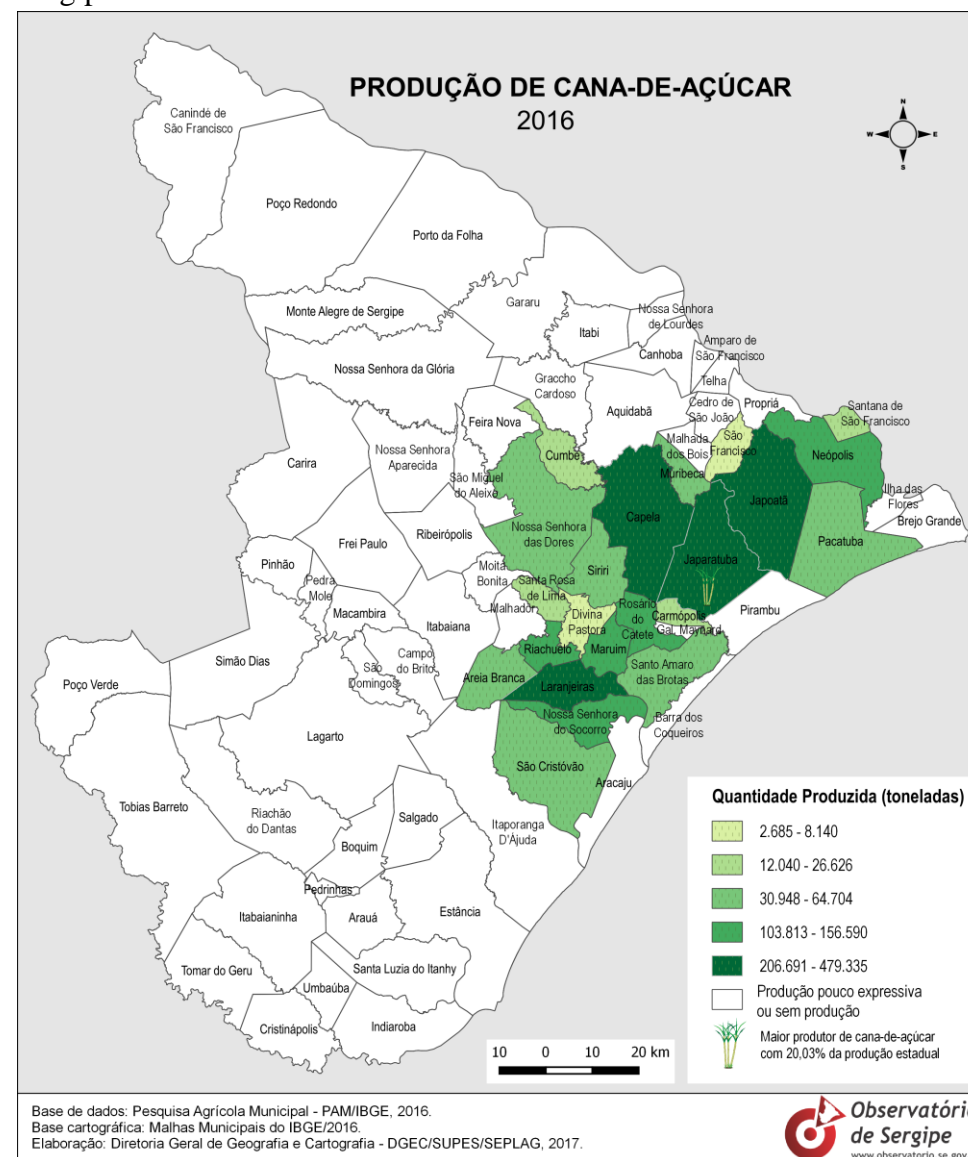 PRODUÇÃO DE CANA-DE-AÇÚCAR
2016
N
W
E
S
Canindé de
São Francisco
Poço Redondo
Porto da Folha
Monte Alegre de Sergipe
Gararu
Itabi
Nossa Senhora
de Lourdes
Nossa Senhora da Glória
Canhoba
Amparo de
São Francisco
Telha
Graccho
Cardoso
Aquidabã
Cedro de
São João
Propriá
Santana de
São Francisco
Feira Nova
Malhada
dos Bois
São
Francisco
Neópolis
Carira
Nossa Senhora
Aparecida
Cumbe
Muribeca
São Miguel
do Aleixo
Japoatã
Ilha das
Flores
Brejo Grande
Capela
Nossa Senhora
das Dores
Ribeirópolis
Pacatuba
Frei Paulo
Pinhão
Siriri
Japaratuba
Moita
Bonita
Pedra
Mole
Santa Rosa
de Lima
Malhador
Macambira
Itabaiana
Divina
Pastora
Rosário
do
Catete
Carmópolis
Pirambu
Gal. Maynard
Riachuelo
Maruim
Simão Dias
Campo
do Brito
São
Domingos
Areia Branca
Santo Amaro
das Brotas
Poço Verde
Laranjeiras
Nossa Senhora
do Socorro
Barra dos
Coqueiros
Lagarto
São Cristóvão
Aracaju
Tobias Barreto
Riachão
do Dantas
Salgado
Itaporanga
D'Ajuda
Boquim
Pedrinhas
Itabaianinha
Arauá
Estância
Tomar do Geru
Santa Luzia do Itanhy
Umbaúba
Cristinápolis
Indiaroba
10 0 10 20 km
Quantidade Produzida (toneladas)
2.685 - 8.140
12.040 - 26.626
30.948 - 64.704
103.813 - 156.590
206.691 - 479.335
Produção pouco expressiva
ou sem produção
Maior produtor de cana-de-açúcar
com 20,03% da produção estadual
Base de dados: Pesquisa Agrícola Municipal - PAM/IBGE, 2016.
Base cartográfica: Malhas Municipais do IBGE/2016.
Elaboração: Diretoria Geral de Geografia e Cartografia - DGEC/SUPES/SEPLAG, 2017.
Observatório
de Sergipe